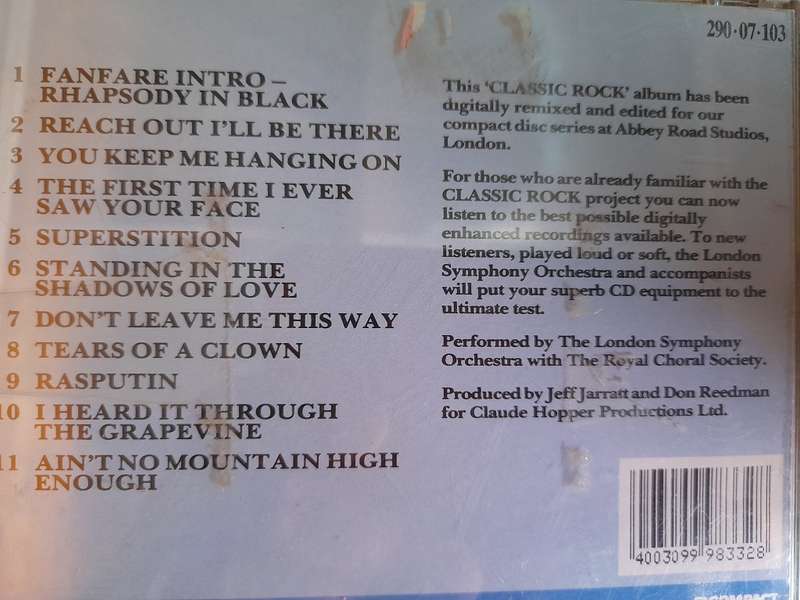 290·07·103
1 FANFARE INTRO –
RHAPSODY IN BLACK
2 REACH OUT I'LL BE THERE
3 YOU KEEP ME HANGING ON
4 THE FIRST TIME I EVER
SAW YOUR FACE
5 SUPERSTITION
6 STANDING IN THE
SHADOWS OF LOVE
7 DON'T LEAVE ME THIS WAY
8 TEARS OF A CLOWN
9 RASPUTIN
10 I HEARD IT THROUGH
THE GRAPEVINE
11 AIN'T NO MOUNTAIN HIGH
ENOUGH
This 'CLASSIC ROCK' album has been
digitally remixed and edited for our
compact disc series at Abbey Road Studios,
London.
For those who are already familiar with the
CLASSIC ROCK project you can now
listen to the best possible digitally
enhanced recordings available. To new
listeners, played loud or soft, the London
Symphony Orchestra and accompanists
will put your superb CD equipment to the
ultimate test.
Performed by The London Symphony
Orchestra with The Royal Choral Society.
Produced by Jeff Jarratt and Don Reedman
for Claude Hopper Productions Ltd.
4003099 983328